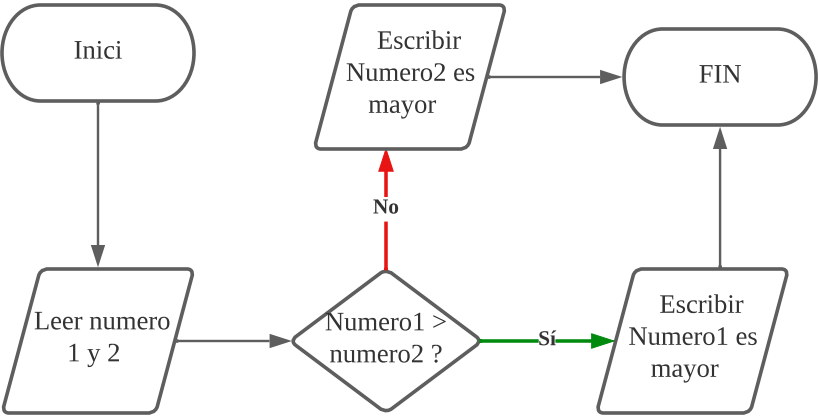 Inici
Leer numero
1 y 2
Numero1 >
numero2 ?
No
Escribir
Numero2 es
mayor
Sí
Escribir
Numero1 es
mayor
FIN